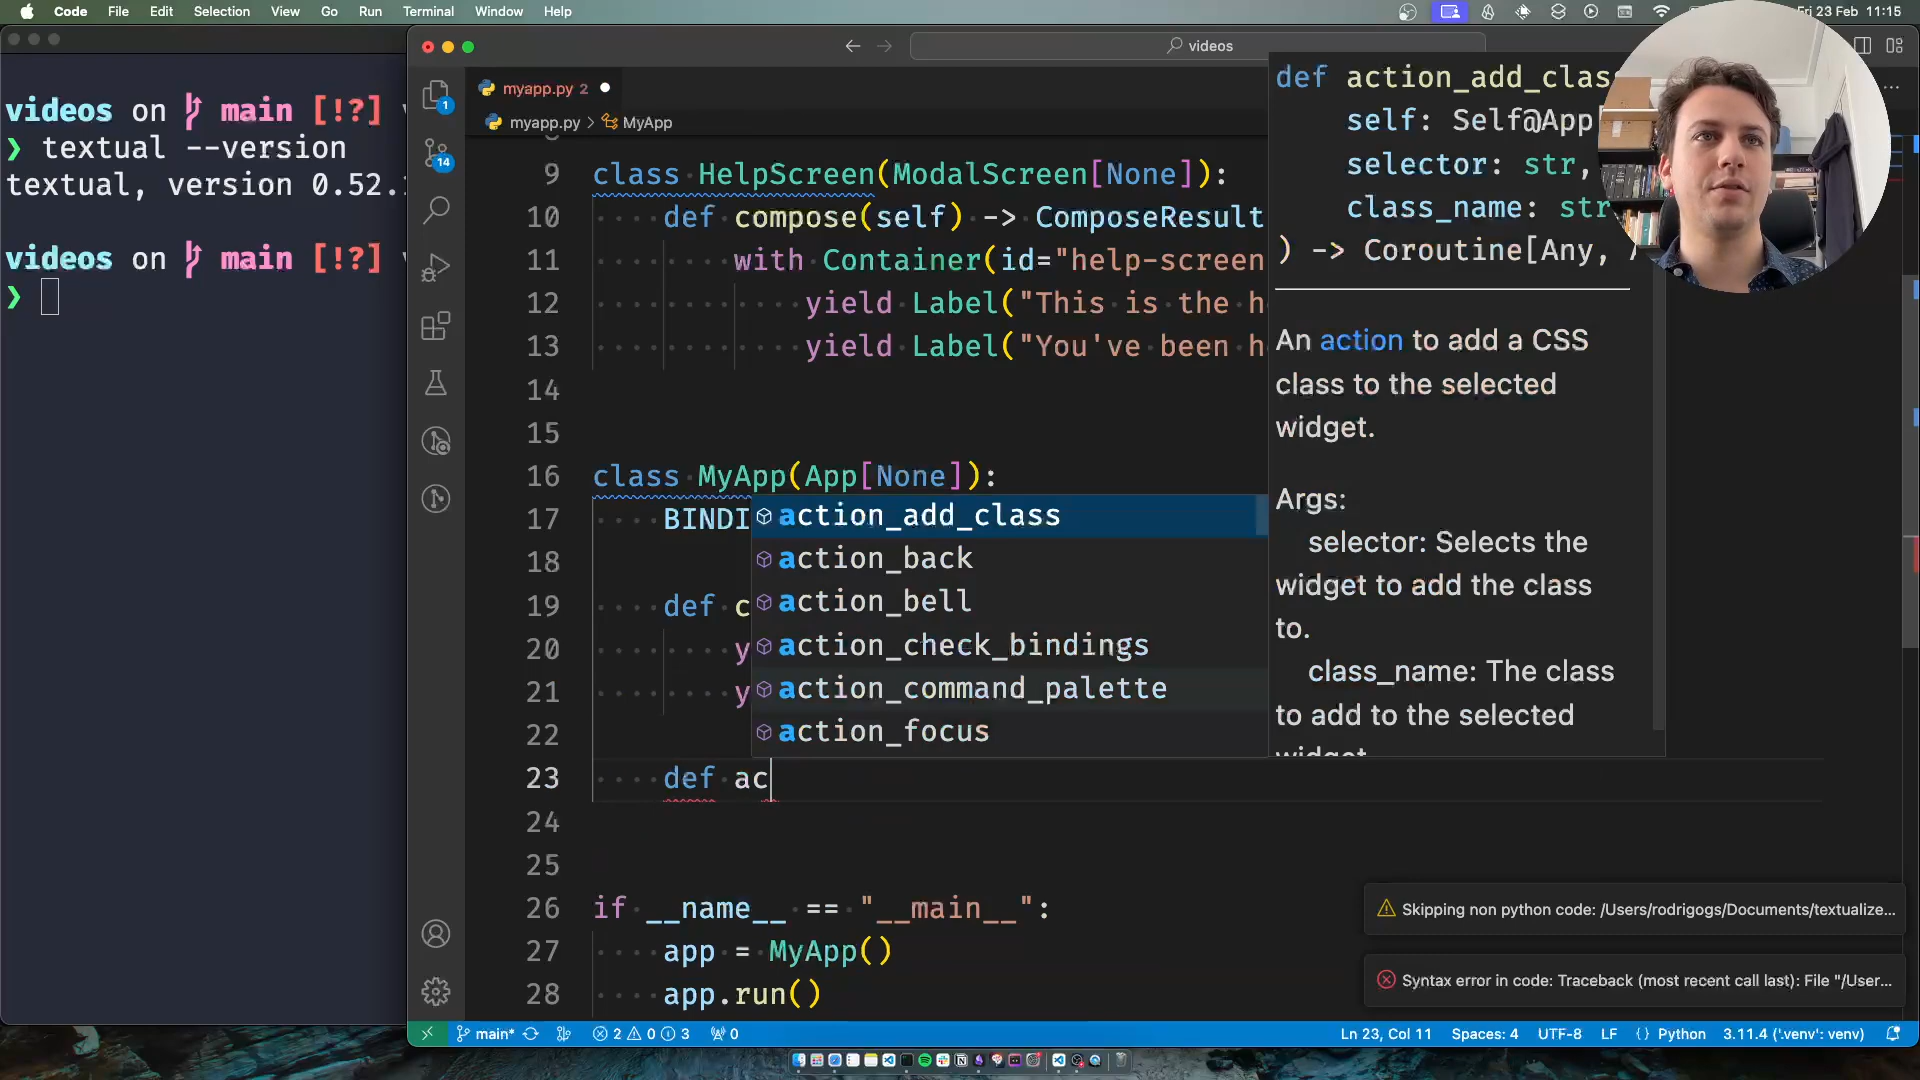 Code File Edit Selection View Go Run Terminal Window Help
Fri 23 Feb 11:15
videos on main [!?]
❯ textual --version
textual, version 0.52.
videos on main [!?]
❯
videos
myapp.py 2
myapp.py > MyApp
1
14
9 class HelpScreen(ModalScreen[None]):
10 def compose(self) -> ComposeResult
11 with Container(id="help-screen
12 yield Label("This is the h
13 yield Label("You've been h
14
15
16 class MyApp(App[None]):
17 BINDI
18
19 def c
20 y
21 y
22
23 def ac
24
25
26 if __name__ == "__main__":
27 app = MyApp()
28 app.run()
action_add_class
action_back
action_bell
action_check_bindings
action_command_palette
action_focus
def action_add_clas
self: Self@App
selector: str,
class_name: str
) -> Coroutine[Any,
An action to add a CSS
class to the selected
widget.
Args:
selector: Selects the
widget to add the class
to.
class_name: The class
to add to the selected
widget.
Skipping non python code: /Users/rodrigogs/Documents/textualize...
Syntax error in code: Traceback (most recent call last): File "/User...
main* 2 0 3 0
Ln 23, Col 11 Spaces: 4 UTF-8 LF { } Python 3.11.4 ('.venv': venv)